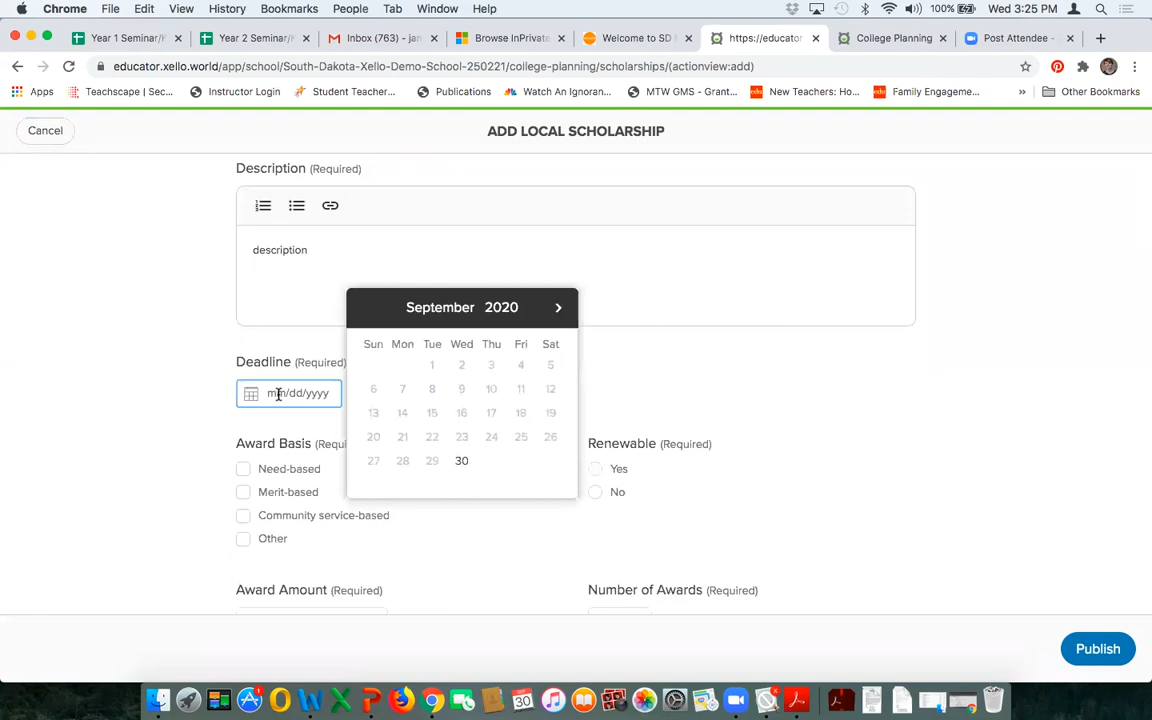 Chrome File Edit View History Bookmarks People Tab Window Help 100% Wed 3:25 PM
Year 1 Seminar/K Year 2 Seminar/K Inbox (763) - jan Browse InPrivate Welcome to SD M https://educator College Planning Post Attendee -
educator.xello.world/app/school/South-Dakota-Xello-Demo-School-250221/college-planning/scholarships/(actionview:add)
Apps Teachscape | Sec... Instructor Login Student Teacher... Publications Watch An Ignoran... MTW GMS - Grant... New Teachers: Ho... Family Engageme... » Other Bookmarks
Cancel ADD LOCAL SCHOLARSHIP
Description (Required)
description
September 2020
Sun Mon Tue Wed Thu Fri Sat
1 2 3 4 5
6 7 8 9 10 11 12
13 14 15 16 17 18 19
20 21 22 23 24 25 26
27 28 29 30
Deadline (Required)
mm/dd/yyyy
Award Basis (Requi
Need-based
Merit-based
Community service-based
Other
Renewable (Required)
Yes
No
Award Amount (Required) Number of Awards (Required)
Publish
30